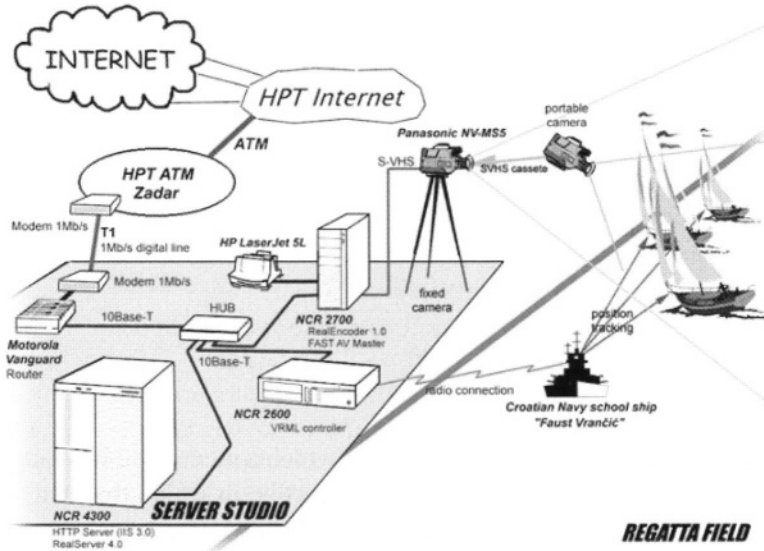 INTERNET
HPT Internet
ATM
HPT ATM
Zadar
Modem 1Mb/s
T1
1Mb/s digital line
Modem 1Mb/s
Motorola
Vanguard
Router
10Base-T
HUB
10Base-T
HP LaserJet 5L
NCR 2700
RealEncoder 1.0
FAST AV Master
S-VHS
Panasonic NV-MS5
fixed
camera
portable
camera
SVHS cassete
position
tracking
radio connection
Croatian Navy school ship
"Faust Vrančić"
NCR 2600
VRML controller
NCR 4300
HTTP Server (IIS 3.0)
RealServer 4.0
SERVER STUDIO
REGATTA FIELD